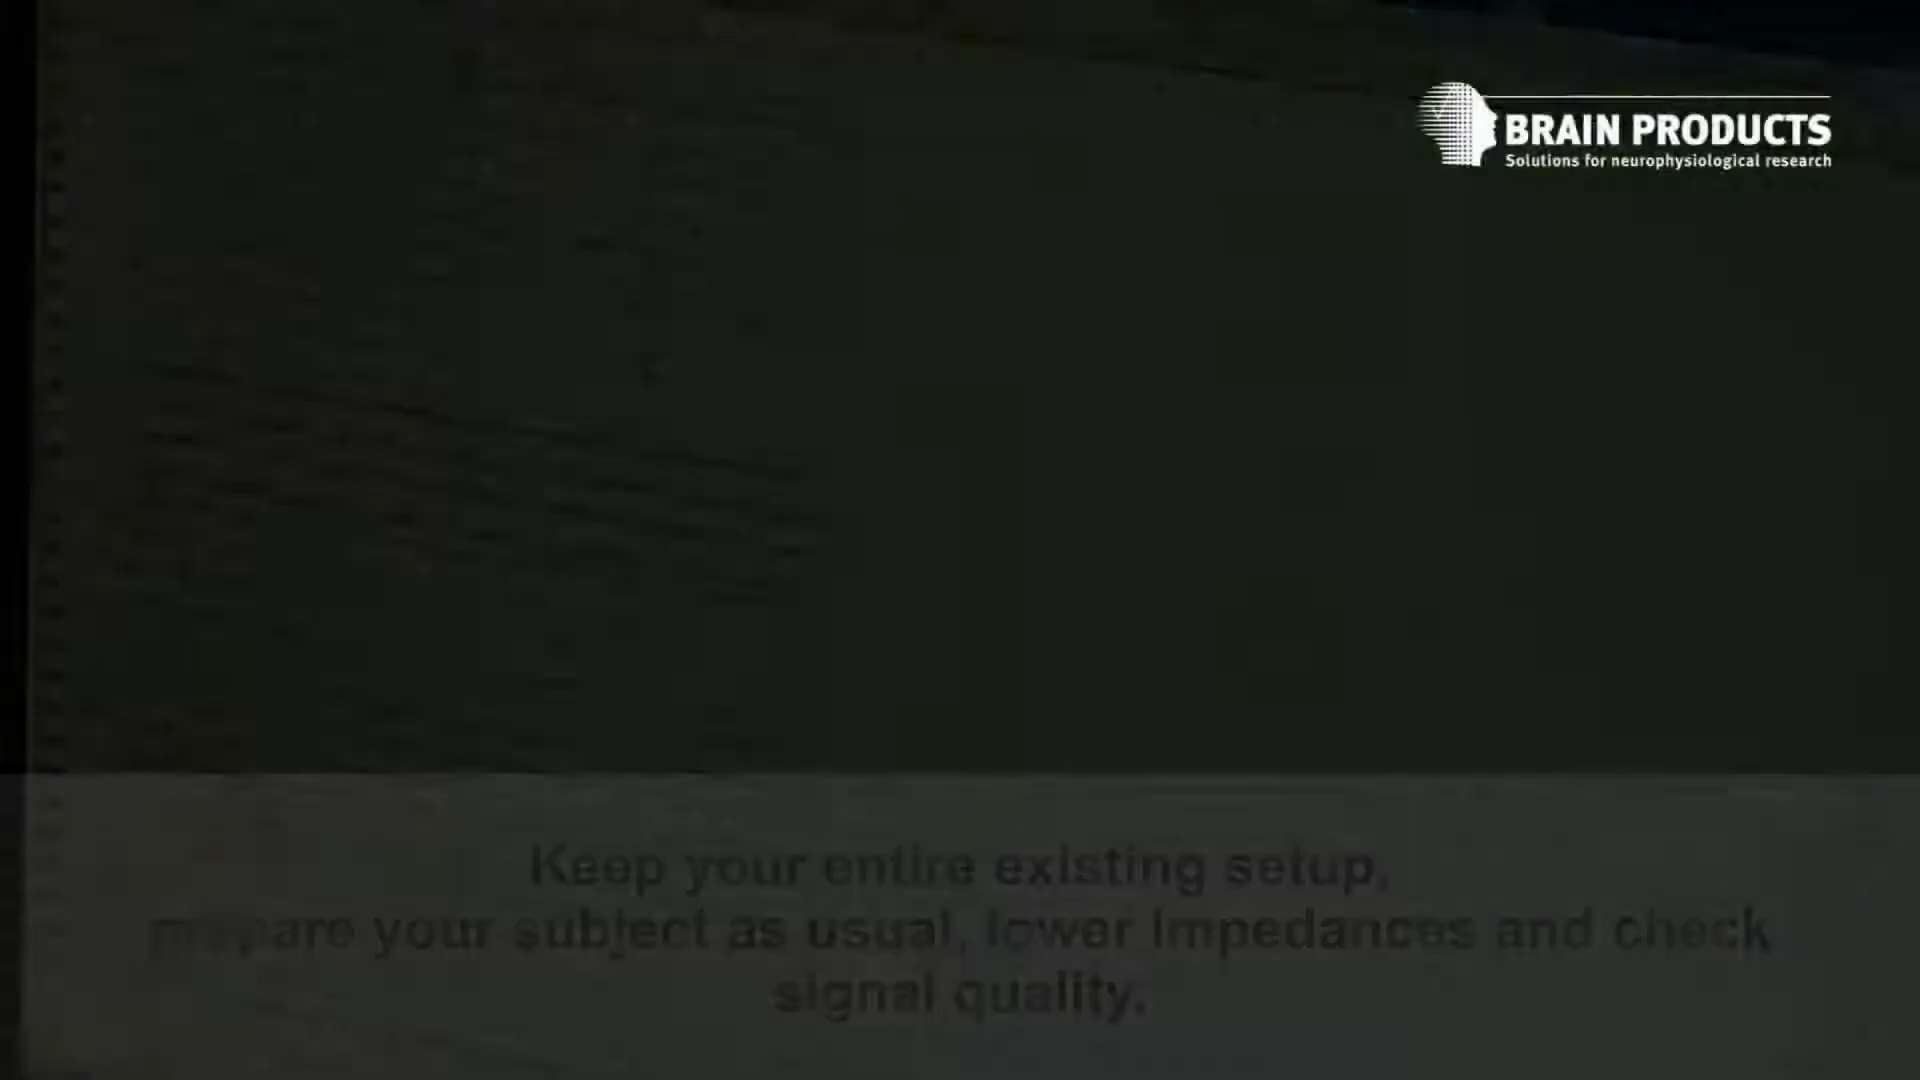 BRAIN PRODUCTS
Solutions for neurophysiological research
Keep your entire existing setup,
prepare your subject as usual, lower impedances and check
signal quality.